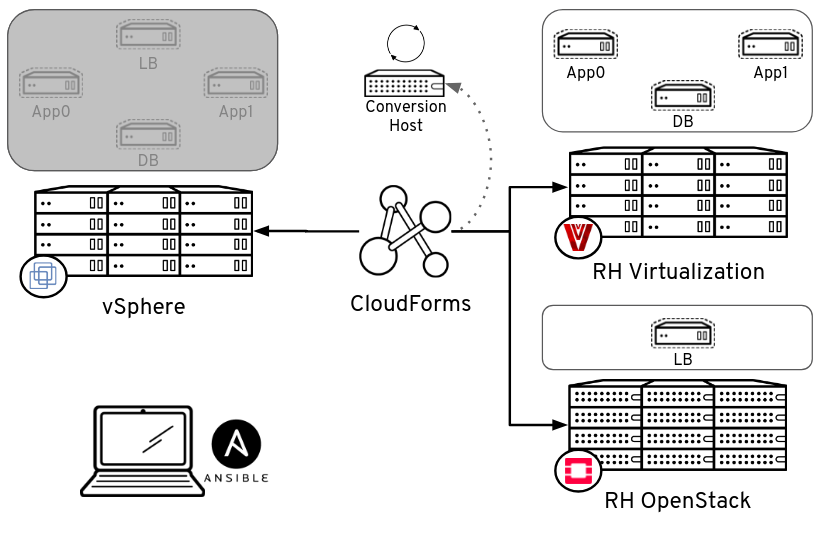 LB
App0
App1
DB
vSphere
Conversion
Host
CloudForms
App0
App1
DB
RH Virtualization
LB
RH OpenStack
ANSIBLE